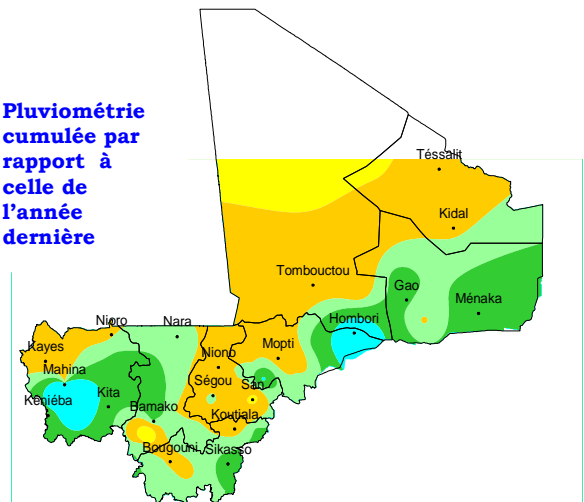 Pluviométrie
cumulée par
rapport à
celle de
l'année
dernière
Téssalit
Kidal
Tombouctou
Gao
Ménaka
Hombori
Nioro
Nara
Kayes
Niono
Mopti
Mahina
Ségou
San
Kéniéba
Kita
Bamako
Koutiala
Bougouni
Sikasso